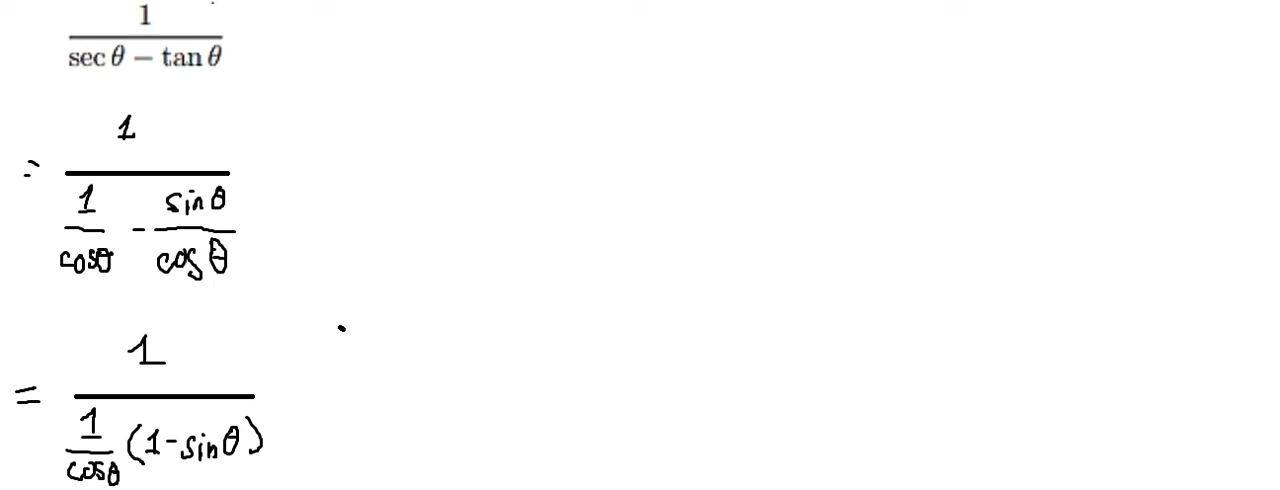 1
sec θ − tan θ
= 1
1 - sinθ
cosθ cosθ
= 1
1 (1-sinθ)
cosθ